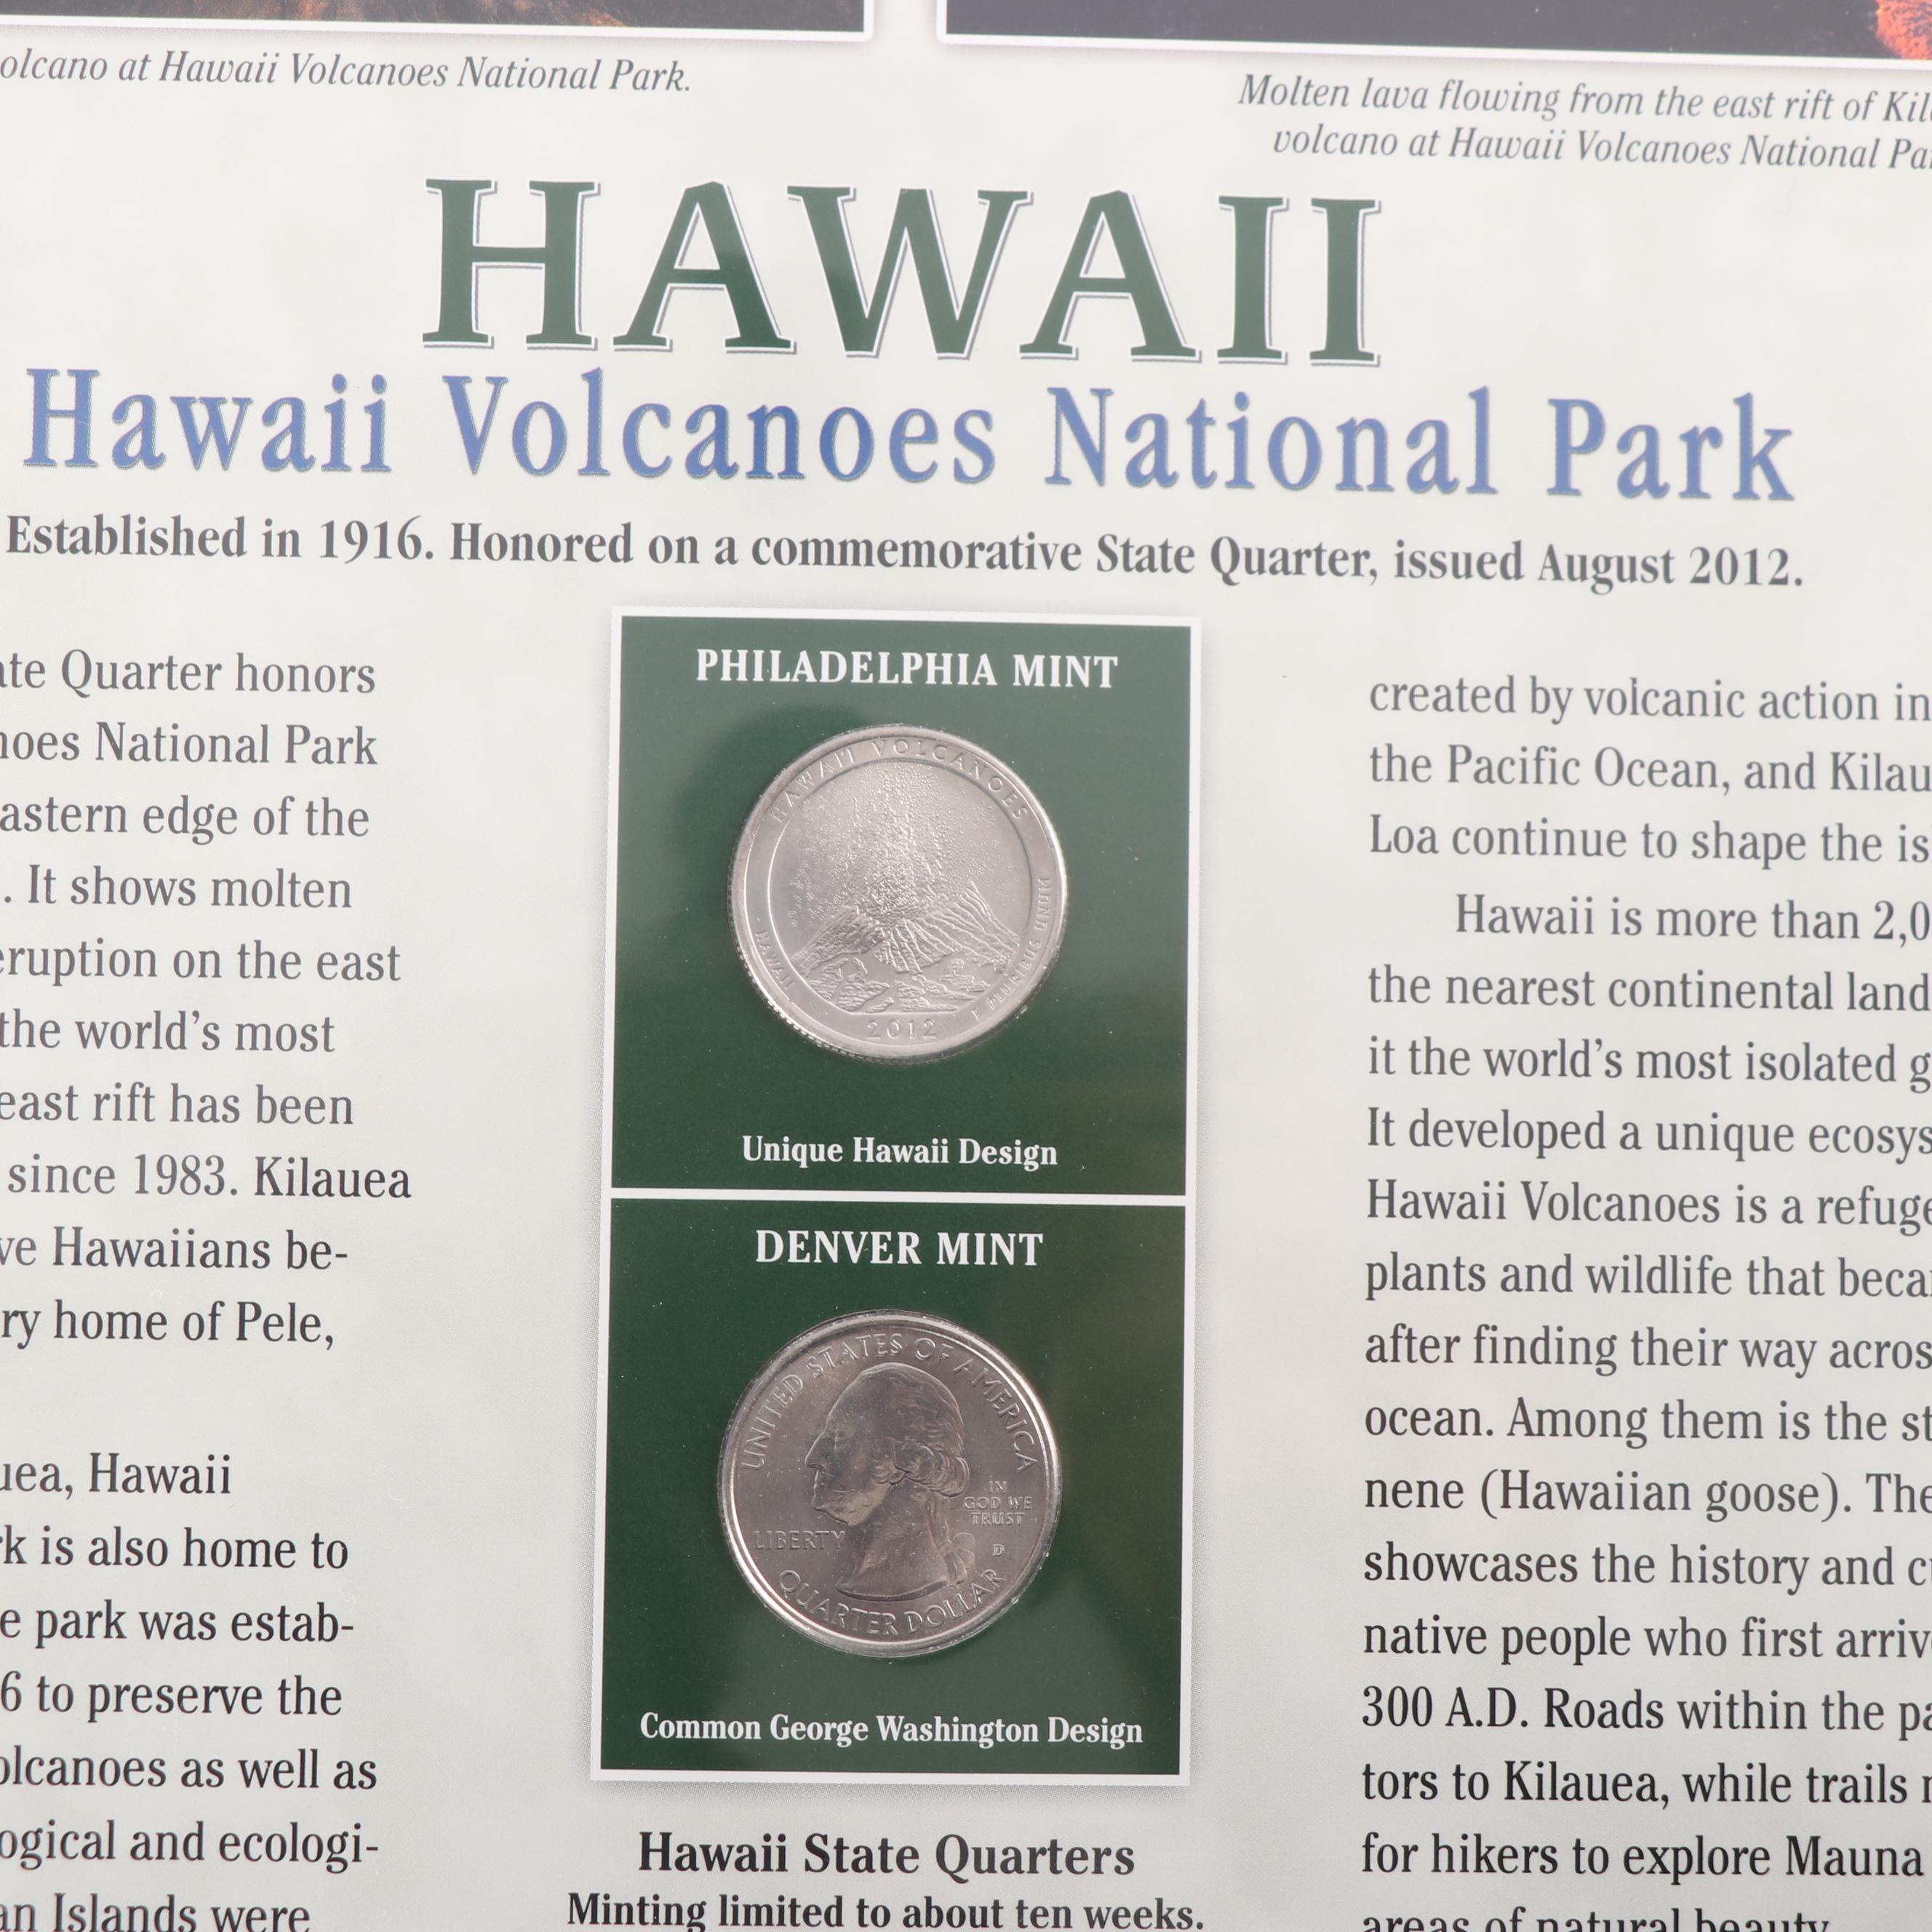 olcano at Hawaii Volcanoes National Park.
Molten lava flowing from the east rift of Kil
volcano at Hawaii Volcanoes National Pa
HAWAII
Hawaii Volcanoes National Park
Established in 1916. Honored on a commemorative State Quarter, issued August 2012.
ate Quarter honors
noes National Park
astern edge of the
. It shows molten
eruption on the east
the world's most
east rift has been
since 1983. Kilauea
ve Hawaiians be-
ry home of Pele,
uea, Hawaii
rk is also home to
e park was estab-
6 to preserve the
olcanoes as well as
ogical and ecologi-
an Islands were
PHILADELPHIA MINT
HAWAI'I VOLCANOES
HAWAII
2012
E PLURIBUS UNUM
Unique Hawaii Design
DENVER MINT
UNITED STATES OF AMERICA
IN
GOD WE
TRUST
LIBERTY
D
QUARTER DOLLAR
Common George Washington Design
Hawaii State Quarters
Minting limited to about ten weeks.
created by volcanic action in
the Pacific Ocean, and Kilau
Loa continue to shape the is
Hawaii is more than 2,0
the nearest continental land
it the world's most isolated g
It developed a unique ecosys
Hawaii Volcanoes is a refuge
plants and wildlife that beca
after finding their way acros
ocean. Among them is the st
nene (Hawaiian goose). The
showcases the history and cu
native people who first arriv
300 A.D. Roads within the pa
tors to Kilauea, while trails
for hikers to explore Mauna
areas of natural beauty